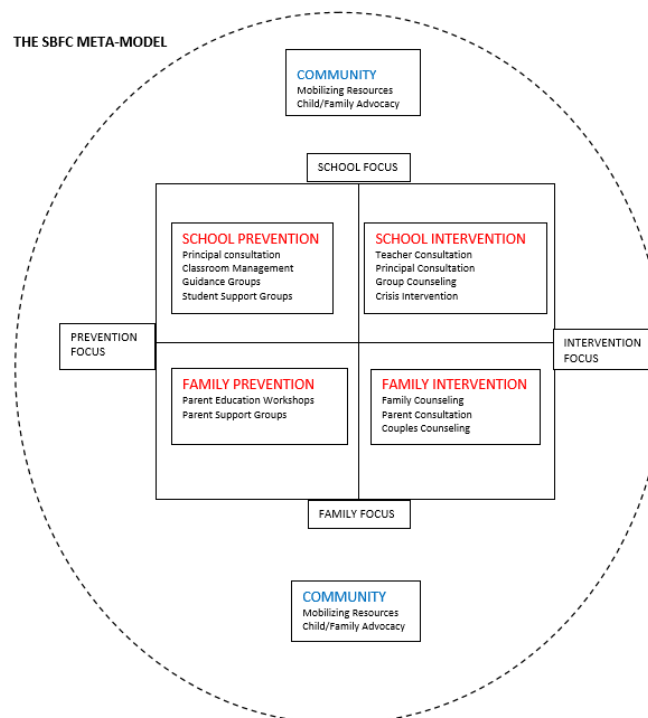 THE SBFC META-MODEL
COMMUNITY
Mobilizing Resources
Child/Family Advocacy
SCHOOL FOCUS
SCHOOL PREVENTION
Principal consultation
Classroom Management
Guidance Groups
Student Support Groups
SCHOOL INTERVENTION
Teacher Consultation
Principal Consultation
Group Counseling
Crisis Intervention
PREVENTION
FOCUS
INTERVENTION
FOCUS
FAMILY PREVENTION
Parent Education Workshops
Parent Support Groups
FAMILY INTERVENTION
Family Counseling
Parent Consultation
Couples Counseling
FAMILY FOCUS
COMMUNITY
Mobilizing Resources
Child/Family Advocacy